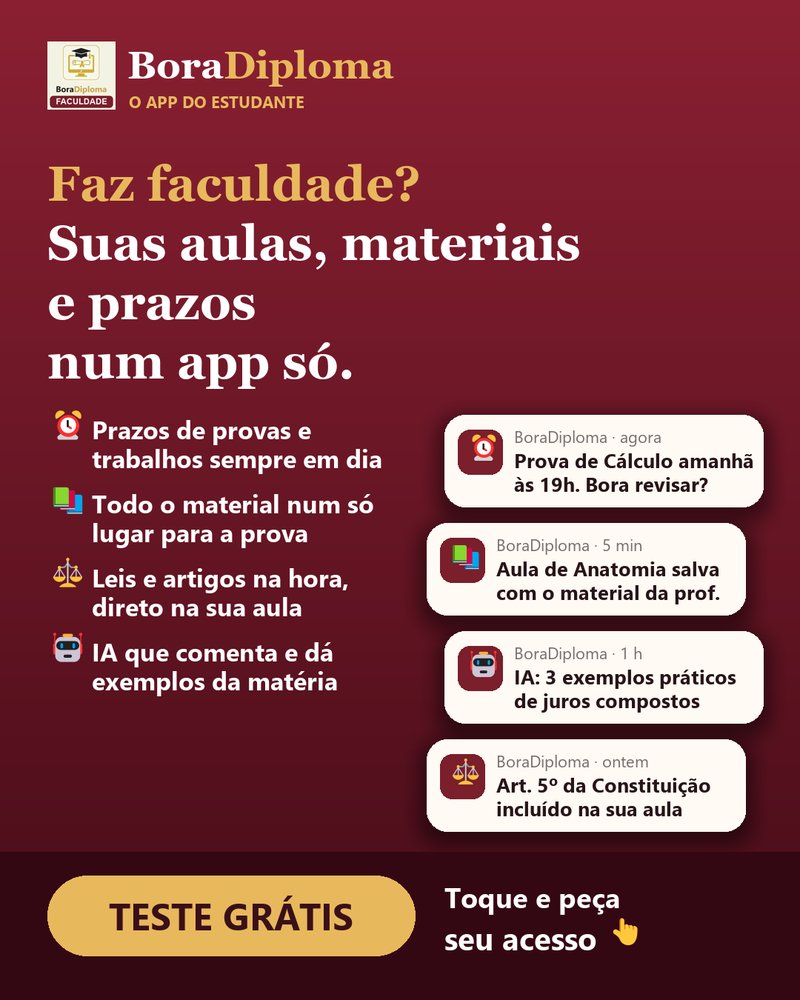 BoraDiploma
FACULDADE
BoraDiploma
O APP DO ESTUDANTE
Faz faculdade?
Suas aulas, materiais
e prazos
num app só.
Prazos de provas e
trabalhos sempre em dia
Todo o material num só
lugar para a prova
Leis e artigos na hora,
direto na sua aula
IA que comenta e dá
exemplos da matéria
BoraDiploma · agora
Prova de Cálculo amanhã
às 19h. Bora revisar?
BoraDiploma · 5 min
Aula de Anatomia salva
com o material da prof.
BoraDiploma · 1 h
IA: 3 exemplos práticos
de juros compostos
BoraDiploma · ontem
Art. 5º da Constituição
incluído na sua aula
TESTE GRÁTIS
Toque e peça
seu acesso